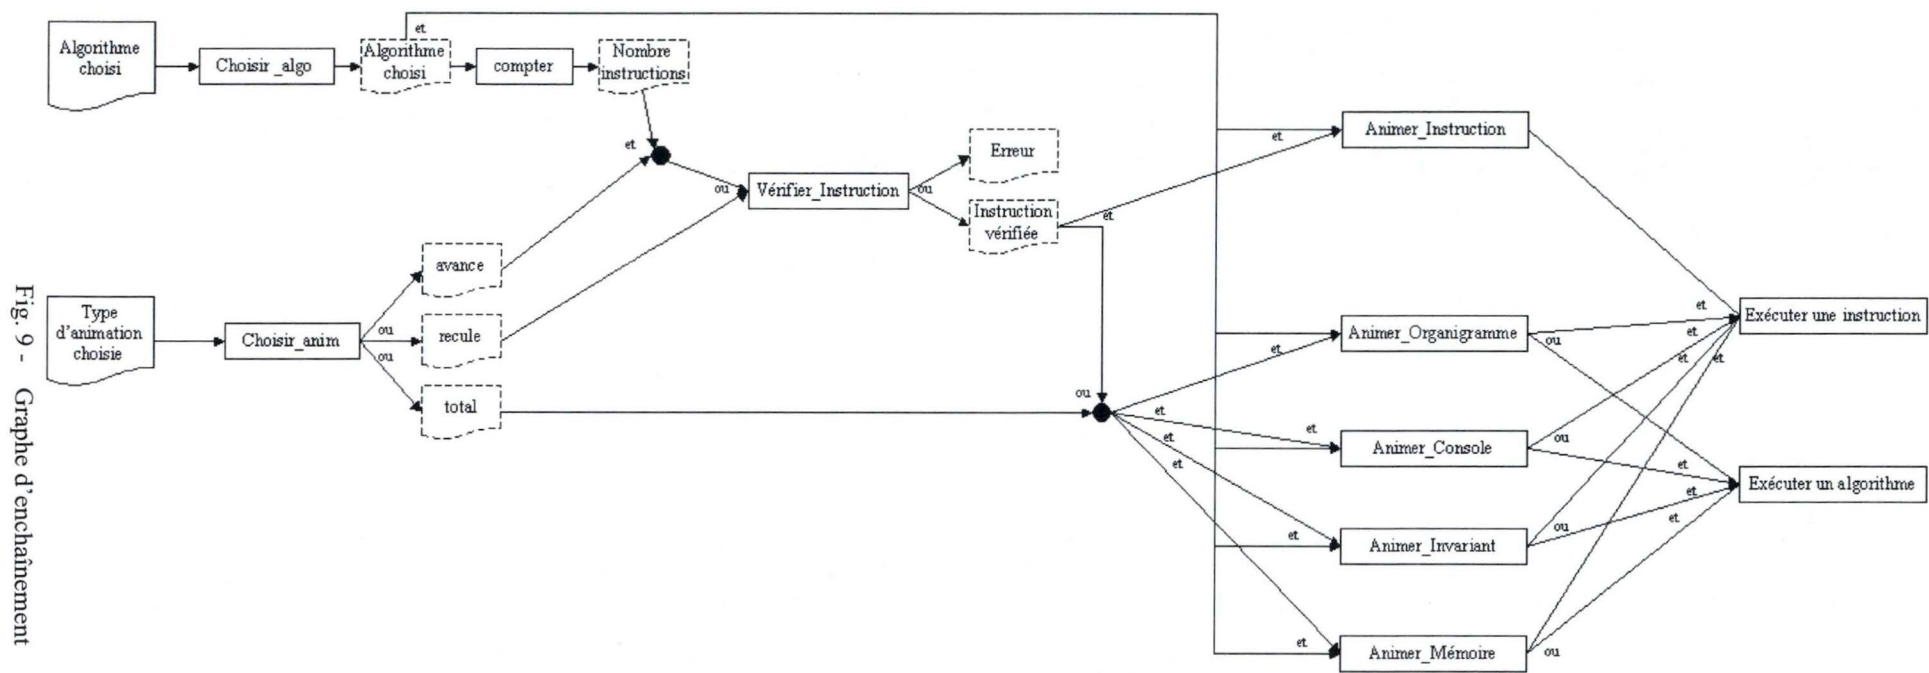 et
Algorithme
choisi
Choisir_algo
Algorithme
choisi
compter
Nombre
instructions
et
ou
Vérifier_Instruction
ou
Erreur
Instruction
vérifiée
et
et
Animer_Instruction
Type
d'animation
choisie
Choisir_anim
ou
ou
avance
recule
total
ou
et
et
et
et
et
et
et
et
Animer_Organigramme
Animer_Console
Animer_Invariant
Animer_Mémoire
ou
ou
ou
ou
et
et
et
et
et
et
et
Exécuter une instruction
Exécuter un algorithme
Fig. 9 - Graphe d'enchaînement